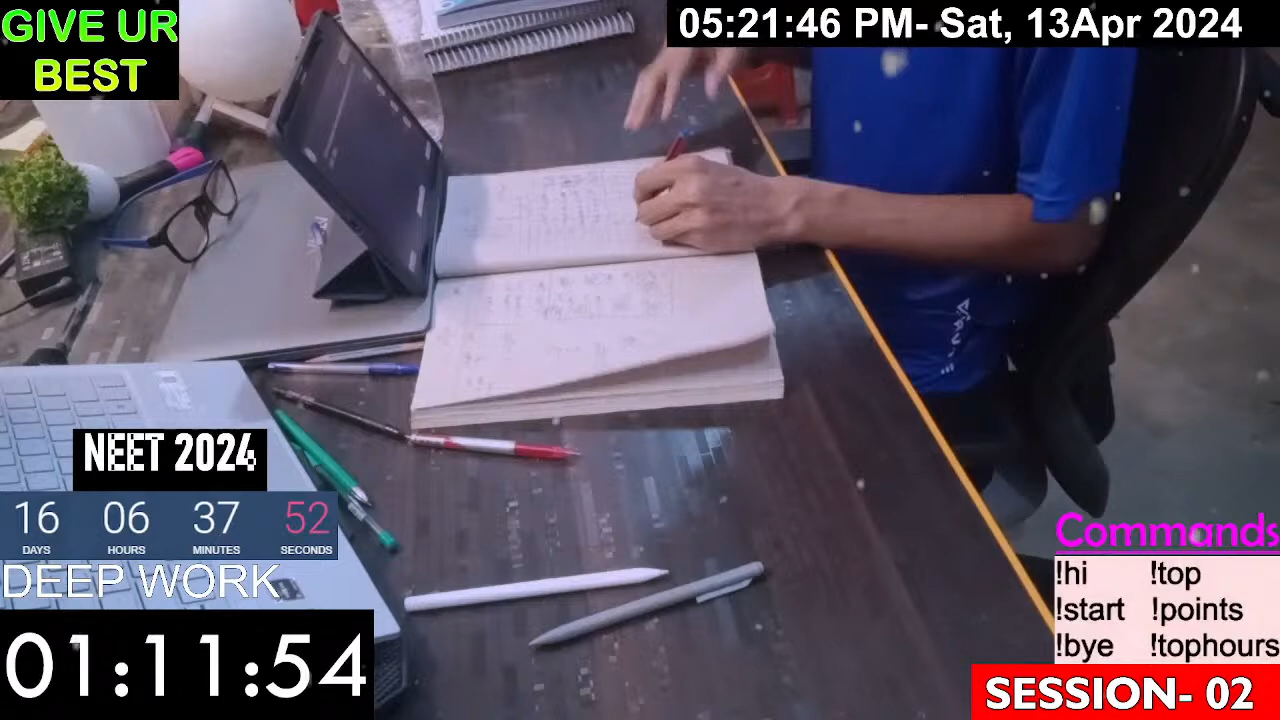 GIVE UR
BEST
05:21:46 PM- Sat, 13Apr 2024
NEET 2024
16 06 37 52
DAYS HOURS MINUTES SECONDS
DEEP WORK
01:11:54
Commands
!hi !top
!start !points
!bye !tophours
SESSION- 02